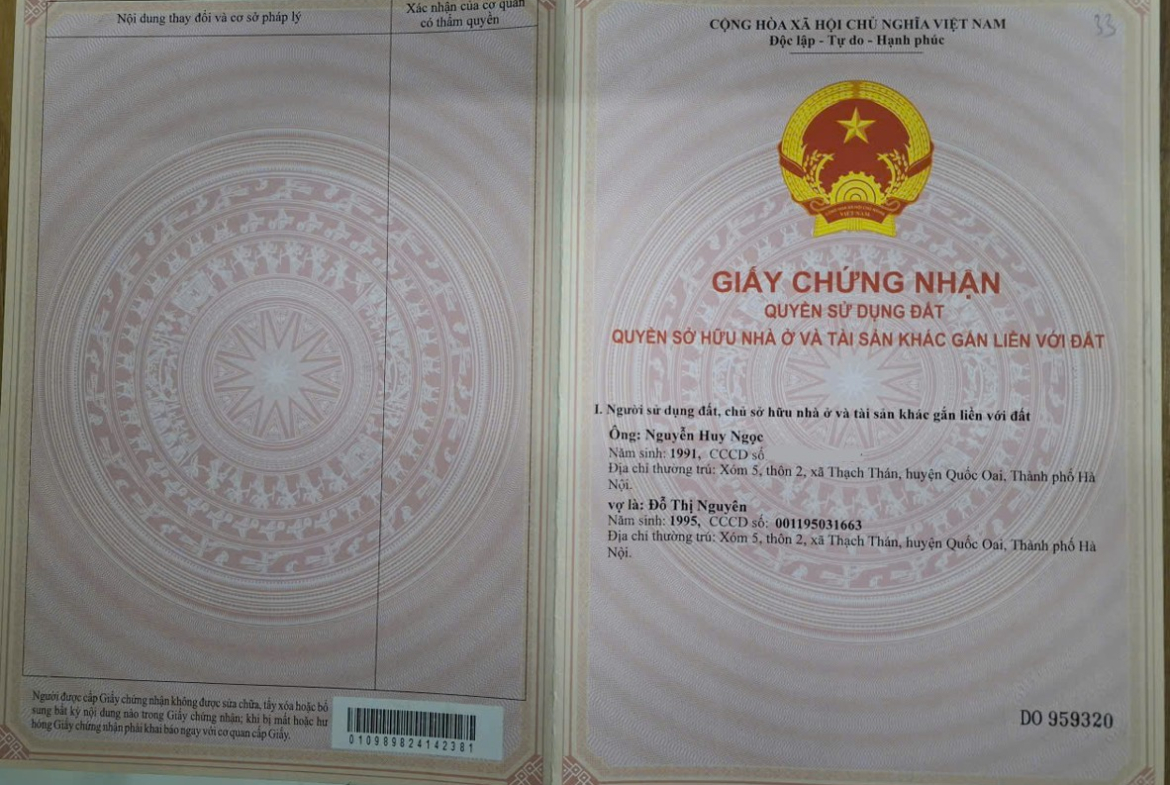 Nội dung thay đổi và cơ sở pháp lý
Xác nhận của cơ quan
có thẩm quyền
Người được cấp Giấy chứng nhận không được sửa chữa, tẩy xóa hoặc bổ
sung bất kỳ nội dung nào trong Giấy chứng nhận; khi bị mất hoặc hư
hỏng Giấy chứng nhận phải khai báo ngay với cơ quan cấp Giấy.
010989824142381
33
CỘNG HÒA XÃ HỘI CHỦ NGHĨA VIỆT NAM
Độc lập - Tự do - Hạnh phúc
VIỆT NAM
GIẤY CHỨNG NHẬN
QUYỀN SỬ DỤNG ĐẤT
QUYỀN SỞ HỮU NHÀ Ở VÀ TÀI SẢN KHÁC GẮN LIỀN VỚI ĐẤT
I. Người sử dụng đất, chủ sở hữu nhà ở và tài sản khác gắn liền với đất
Ông: Nguyễn Huy Ngọc
Năm sinh: 1991, CCCD số
Địa chỉ thường trú: Xóm 5, thôn 2, xã Thạch Thán, huyện Quốc Oai, Thành phố Hà
Nội.
vợ là: Đỗ Thị Nguyên
Năm sinh: 1995, CCCD số: 001195031663
Địa chỉ thường trú: Xóm 5, thôn 2, xã Thạch Thán, huyện Quốc Oai, Thành phố Hà
Nội.
DO 959320